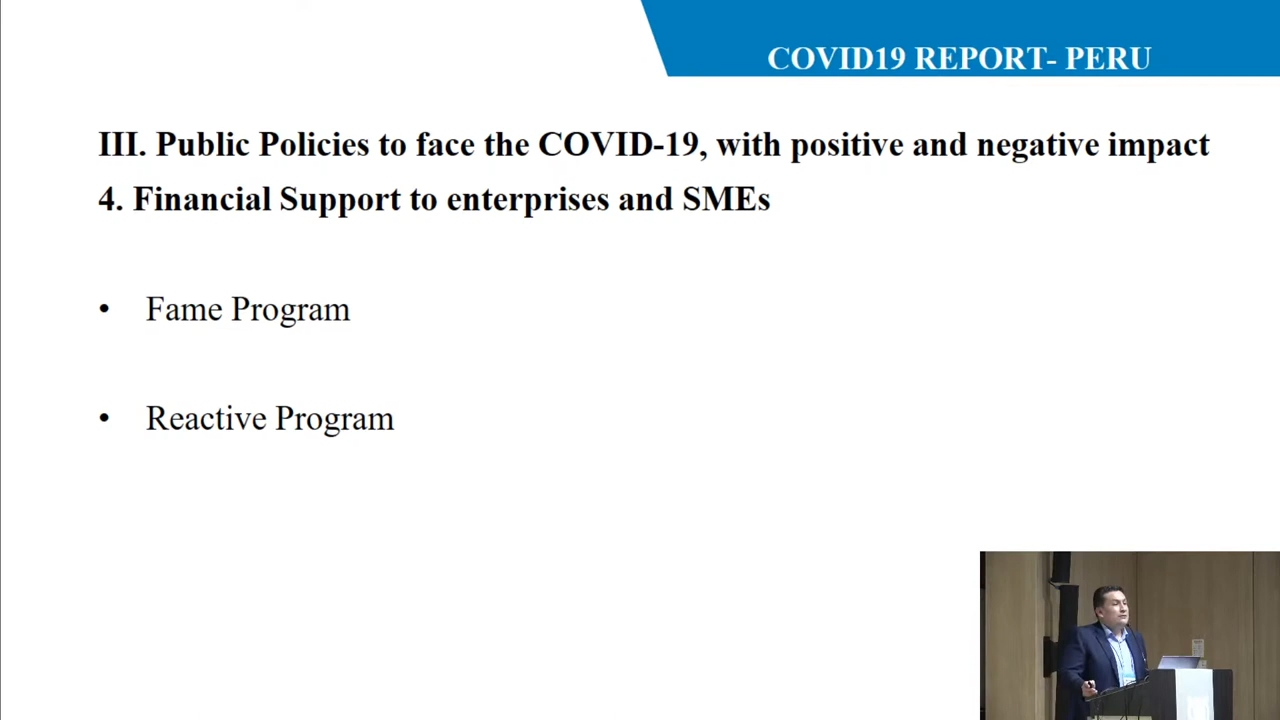 COVID19 REPORT- PERU
III. Public Policies to face the COVID-19, with positive and negative impact
4. Financial Support to enterprises and SMEs
• Fame Program
• Reactive Program